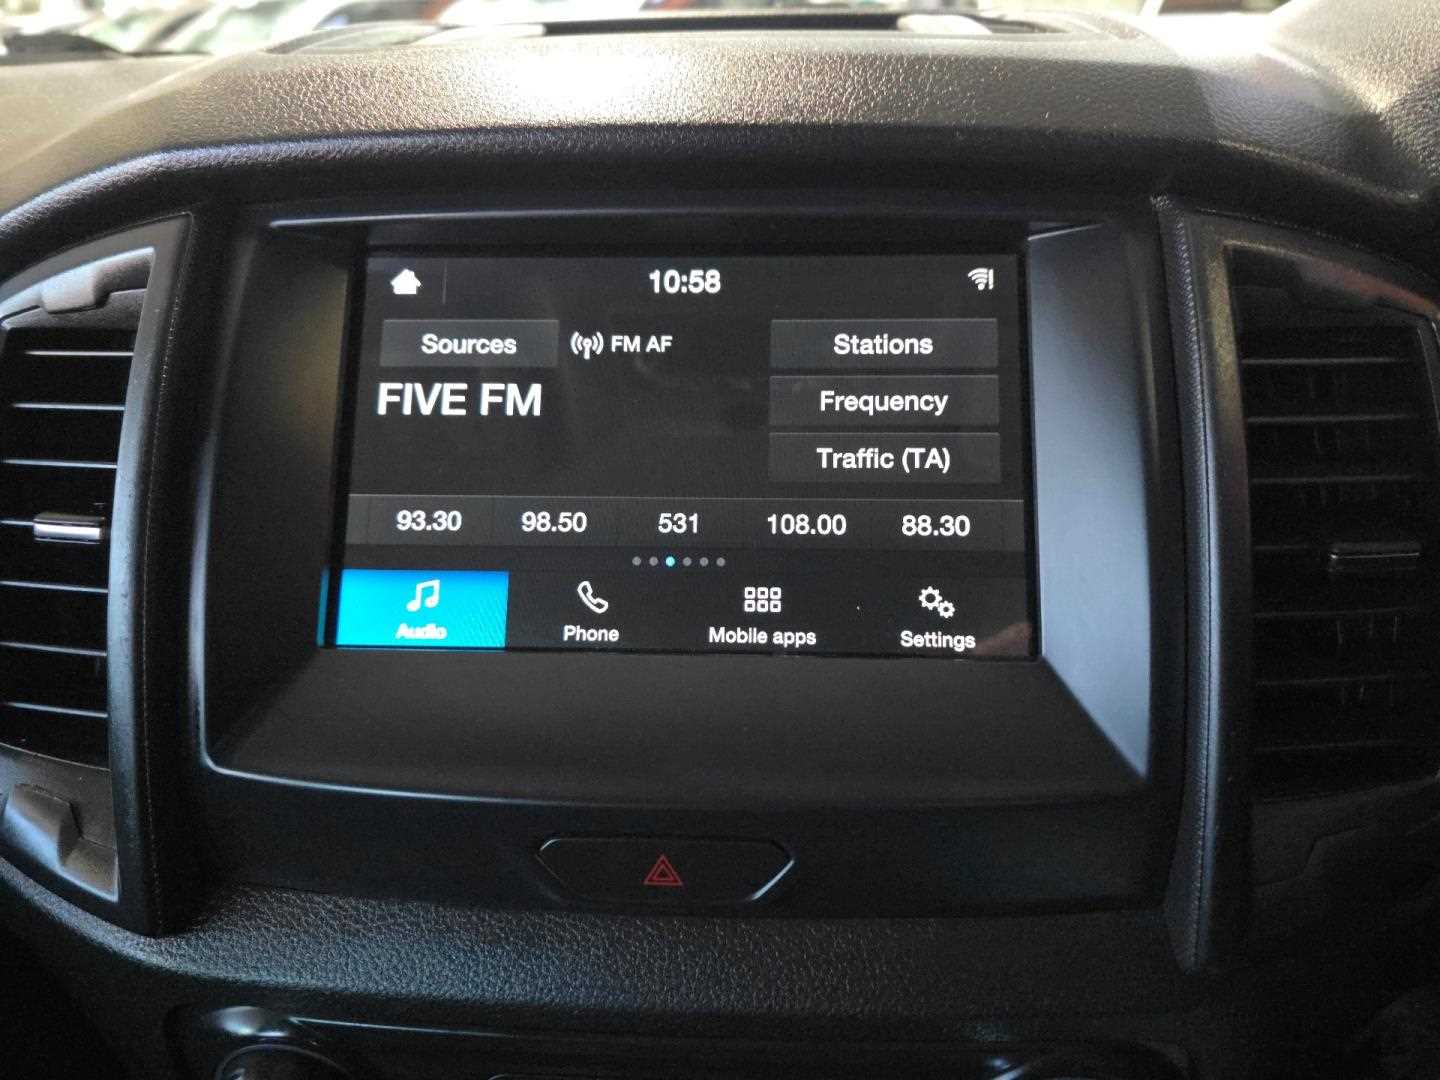 10:58
Sources FM AF Stations
FIVE FM Frequency
Traffic (TA)
93.30 98.50 531 108.00 88.30
Audio Phone Mobile apps Settings